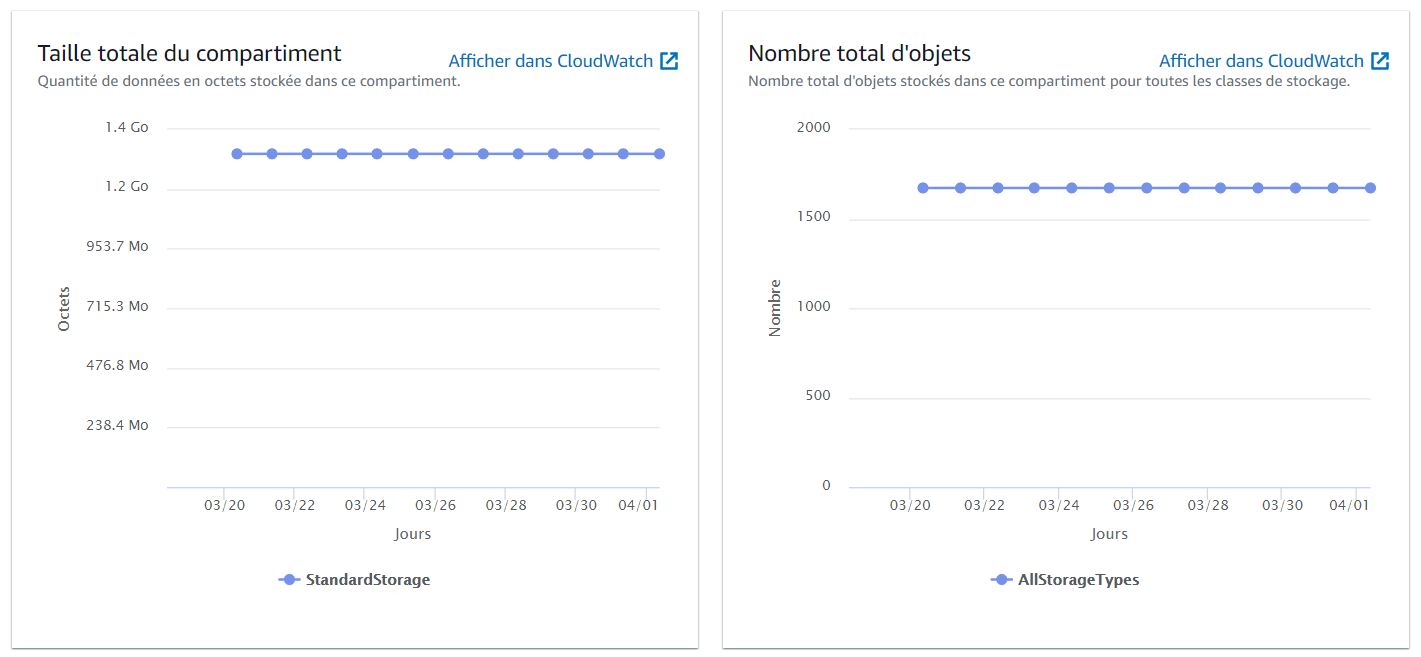 Taille totale du compartiment
Afficher dans CloudWatch
Quantité de données en octets stockée dans ce compartiment.
1.4 Go
1.2 Go
953.7 Mo
715.3 Mo
476.8 Mo
238.4 Mo
Octets
03/20 03/22 03/24 03/26 03/28 03/30 04/01
Jours
StandardStorage
Nombre total d'objets
Afficher dans CloudWatch
Nombre total d'objets stockés dans ce compartiment pour toutes les classes de stockage.
2000
1500
1000
500
0
Nombre
03/20 03/22 03/24 03/26 03/28 03/30 04/01
Jours
AllStorageTypes